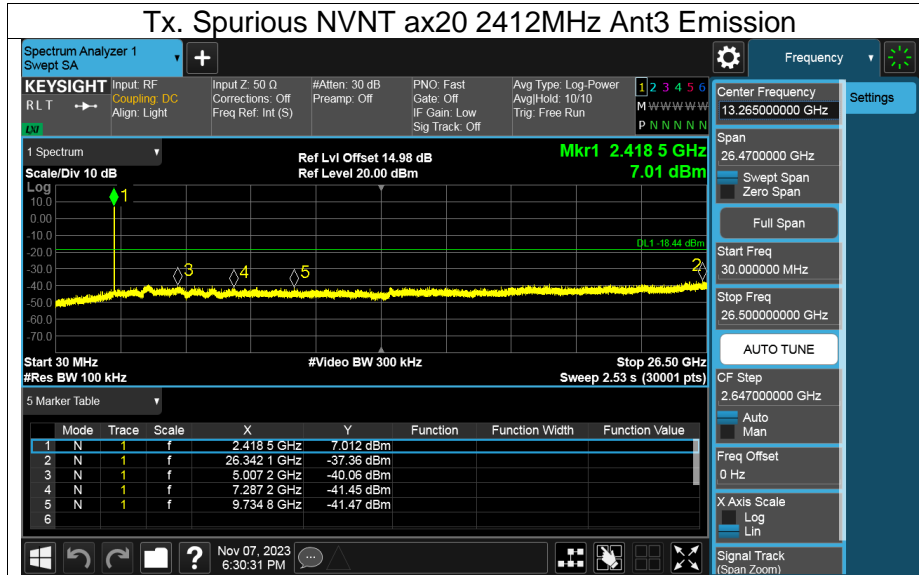 Tx. Spurious NVNT ax20 2412MHz Ant3 Emission
Spectrum Analyzer 1
Swept SA
+
Frequency
KEYSIGHT
RLT
LXI
Input: RF
Coupling: DC
Align: Light
Input Z: 50 Ω
Corrections: Off
Freq Ref: Int (S)
#Atten: 30 dB
Preamp: Off
PNO: Fast
Gate: Off
IF Gain: Low
Sig Track: Off
Avg Type: Log-Power
Avg|Hold: 10/10
Trig: Free Run
1 2 3 4 5 6
M W W W W W
P N N N N N
Center Frequency
13.265000000 GHz
Settings
1 Spectrum
Scale/Div 10 dB
Ref Lvl Offset 14.98 dB
Ref Level 20.00 dBm
Mkr1 2.418 5 GHz
7.01 dBm
Log
10.0
0.00
-10.0
-20.0
-30.0
-40.0
-50.0
-60.0
-70.0
1
3
4
5
2
DL1 -18.44 dBm
Start 30 MHz
#Res BW 100 kHz
#Video BW 300 kHz
Stop 26.50 GHz
Sweep 2.53 s (30001 pts)
Span
26.4700000 GHz
Swept Span
Zero Span
Full Span
Start Freq
30.000000 MHz
Stop Freq
26.500000000 GHz
AUTO TUNE
CF Step
2.647000000 GHz
Auto
Man
Freq Offset
0 Hz
X Axis Scale
Log
Lin
Signal Track
(Span Zoom)
5 Marker Table
Mode Trace Scale X Y Function Function Width Function Value
1 N 1 f 2.418 5 GHz 7.012 dBm
2 N 1 f 26.342 1 GHz -37.36 dBm
3 N 1 f 5.007 2 GHz -40.06 dBm
4 N 1 f 7.287 2 GHz -41.45 dBm
5 N 1 f 9.734 8 GHz -41.47 dBm
6
?
Nov 07, 2023
6:30:31 PM